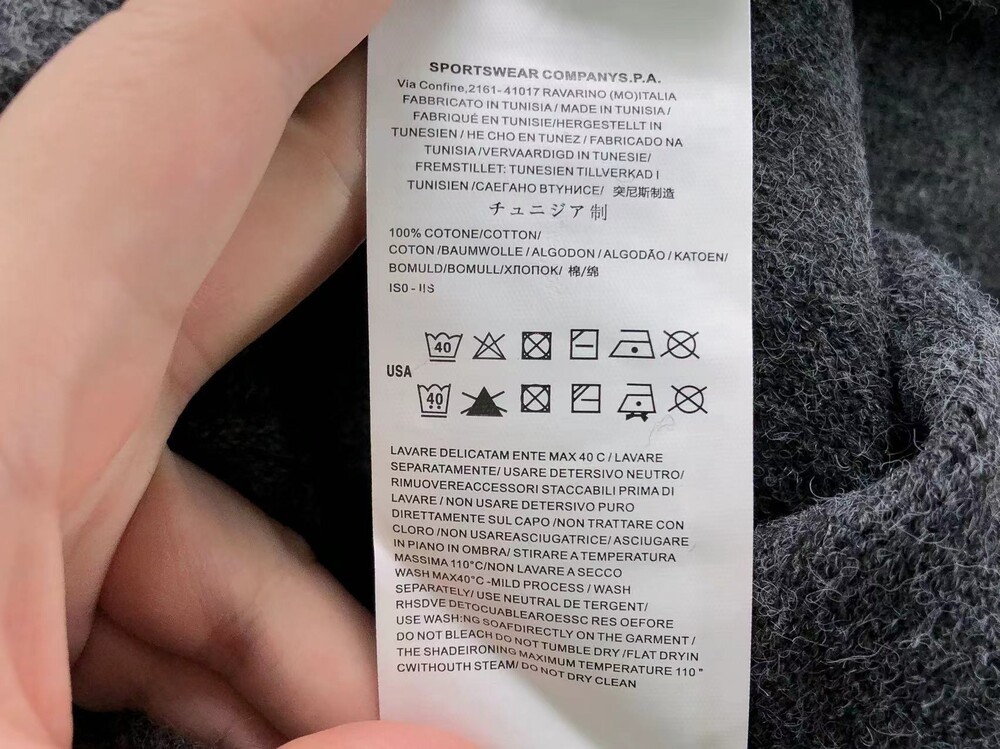 SPORTSWEAR COMPANYS.P.A.
Via Confine,2161- 41017 RAVARINO (MO)ITALIA
FABBRICATO IN TUNISIA / MADE IN TUNISIA /
FABRIQUÉ EN TUNISIE/HERGESTELLT IN
TUNESIEN / HE CHO EN TUNEZ / FABRICADO NA
TUNISIA /VERVAARDIGD IN TUNESIE/
FREMSTILLET: TUNESIEN TILLVERKAD I
TUNISIEN /САЕГАНО ВТУНИСЕ/ 突尼斯制造
チュニジア制
100% COTONE/COTTON/
COTON /BAUMWOLLE / ALGODON / ALGODÃO / KATOEN/
BOMULD/BOMULL/ХЛОПОК/ 棉/绵
IS0 - IIS
40
USA
40
LAVARE DELICATAM ENTE MAX 40 C / LAVARE
SEPARATAMENTE/ USARE DETERSIVO NEUTRO/
RIMUOVEREACCESSORI STACCABILI PRIMA DI
LAVARE / NON USARE DETERSIVO PURO
DIRETTAMENTE SUL CAPO /NON TRATTARE CON
CLORO /NON USAREASCIUGATRICE/ ASCIUGARE
IN PIANO IN OMBRA/ STIRARE A TEMPERATURA
MASSIMA 110°C/NON LAVARE A SECCO
WASH MAX40°C -MILD PROCESS / WASH
SEPARATELY/ USE NEUTRAL DE TERGENT/
RHSDVE DETOCUABLEAROESSC RES OEFORE
USE WASH:NG SOAFDIRECTLY ON THE GARMENT /
DO NOT BLEACH DO NOT TUMBLE DRY /FLAT DRYIN
THE SHADEIRONING MAXIMUM TEMPERATURE 110 "
CWITHOUTH STEAM/ DO NOT DRY CLEAN